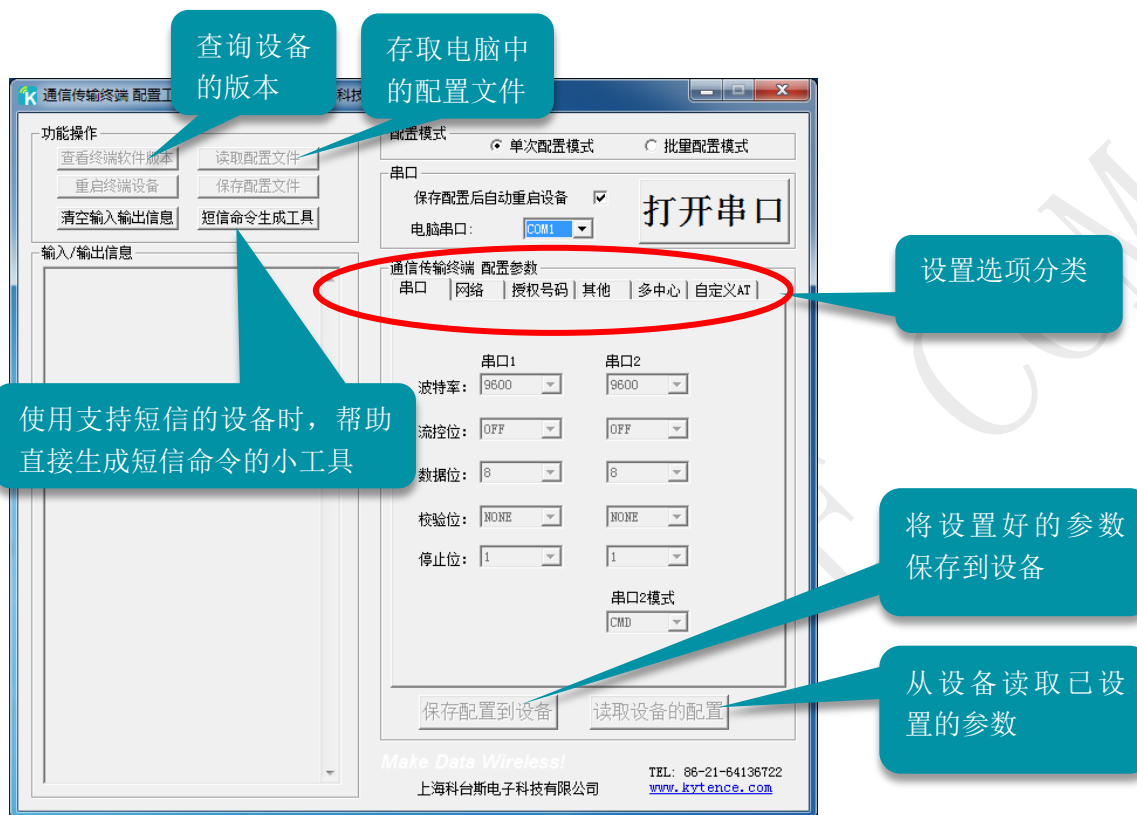 查询设备
的版本
存取电脑中
的配置文件
通信传输终端 配置工
科技
功能操作
查看终端软件版本
读取配置文件
重启终端设备
保存配置文件
清空输入输出信息
短信命令生成工具
输入/输出信息
配置模式
单次配置模式
批量配置模式
串口
保存配置后自动重启设备
电脑串口:
COM1
打开串口
设置选项分类
通信传输终端 配置参数
串口
网络
授权号码
其他
多中心
自定义AT
串口1
串口2
波特率:
9600
9600
使用支持短信的设备时，帮助
直接生成短信命令的小工具
流控位:
OFF
OFF
数据位:
8
8
校验位:
NONE
NONE
停止位:
1
1
串口2模式
CMD
将设置好的参数
保存到设备
从设备读取已设
置的参数
保存配置到设备
读取设备的配置
Make Data Wireless!
上海科台斯电子科技有限公司
TEL: 86-21-64136722
www.kytence.com
COM